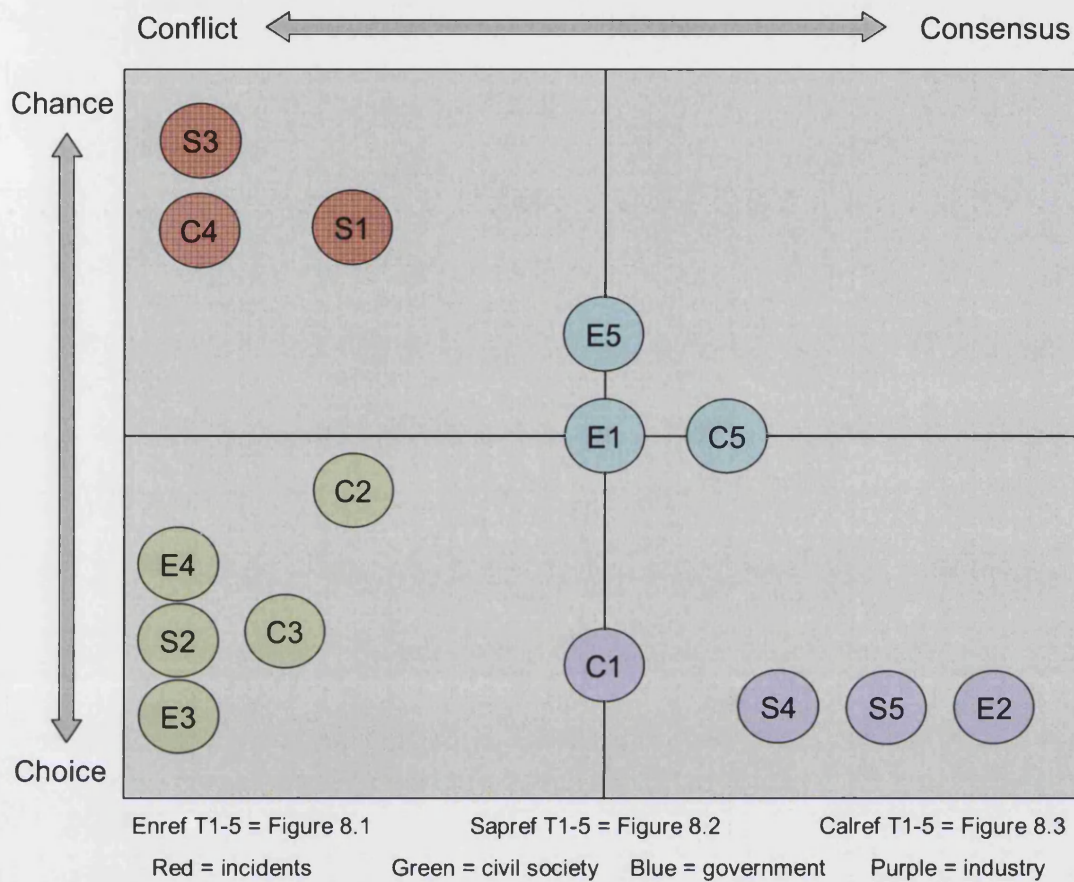 Conflict Consensus
Chance
S3
C4 S1
E5
E1 C5
C2
E4
S2 C3
E3
C1
S4 S5 E2
Choice
Enref T1-5 = Figure 8.1 Sapref T1-5 = Figure 8.2 Calref T1-5 = Figure 8.3
Red = incidents Green = civil society Blue = government Purple = industry